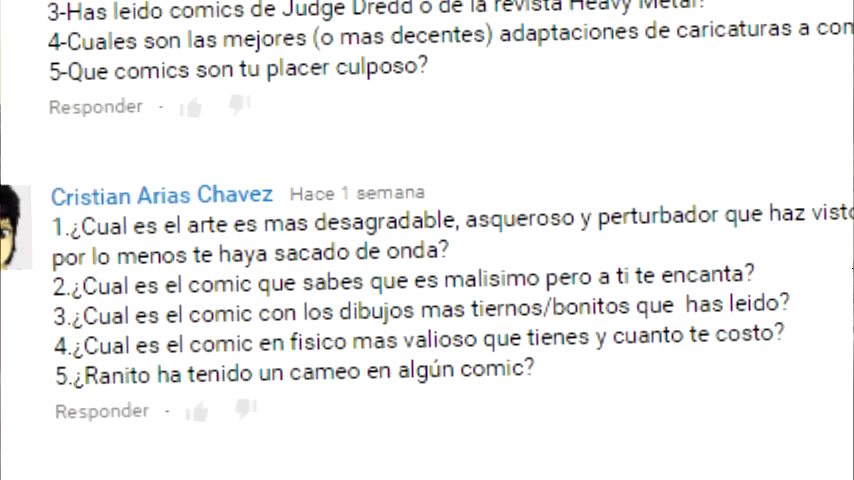 3-Has leido comics de Judge Dredd o de la revista Heavy Metal?
4-Cuales son las mejores (o mas decentes) adaptaciones de caricaturas a
5-Que comics son tu placer culposo?
Responder ·
Cristian Arias Chavez Hace 1 semana
1.¿Cual es el arte es mas desagradable, asqueroso y perturbador que haz visto
por lo menos te haya sacado de onda?
2.¿Cual es el comic que sabes que es malisimo pero a ti te encanta?
3.¿Cual es el comic con los dibujos mas tiernos/bonitos que has leido?
4.¿Cual es el comic en fisico mas valioso que tienes y cuanto te costo?
5.¿Ranito ha tenido un cameo en algún comic?
Responder ·